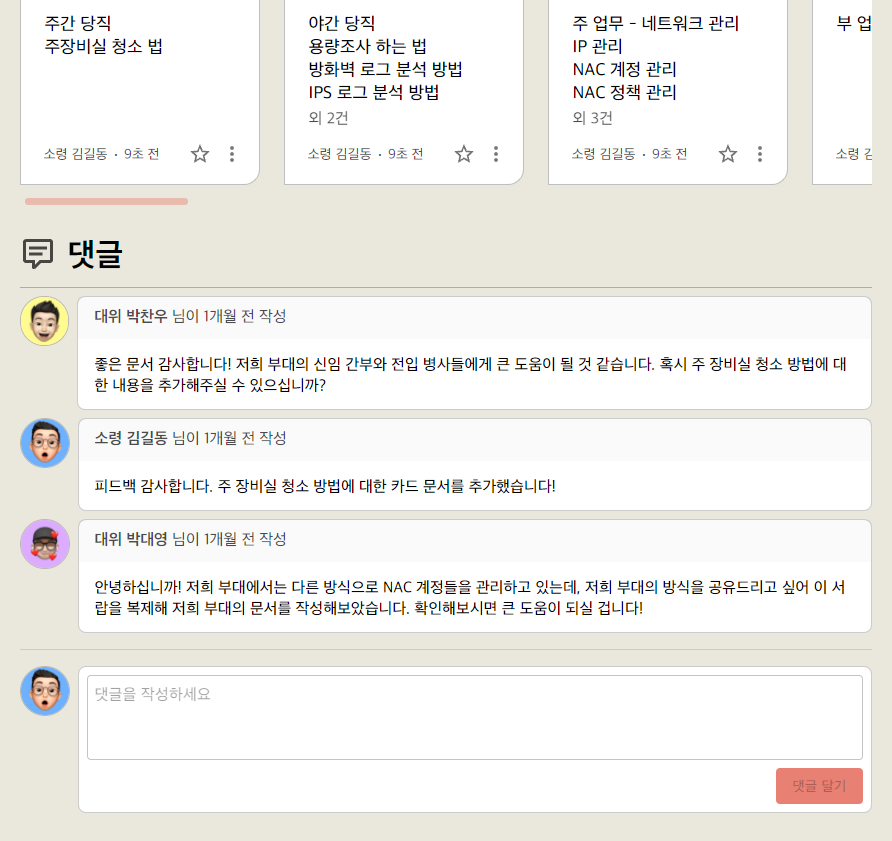 주간 당직
주장비실 청소 법
소령 김길동 · 9초 전
야간 당직
용량조사 하는 법
방화벽 로그 분석 방법
IPS 로그 분석 방법
외 2건
소령 김길동 · 9초 전
주 업무 - 네트워크 관리
IP 관리
NAC 계정 관리
NAC 정책 관리
외 3건
소령 김길동 · 9초 전
부 업
소령 김
댓글
대위 박찬우 님이 1개월 전 작성
좋은 문서 감사합니다! 저희 부대의 신임 간부와 전입 병사들에게 큰 도움이 될 것 같습니다. 혹시 주 장비실 청소 방법에 대
한 내용을 추가해주실 수 있으십니까?
소령 김길동 님이 1개월 전 작성
피드백 감사합니다. 주 장비실 청소 방법에 대한 카드 문서를 추가했습니다!
대위 박대영 님이 1개월 전 작성
안녕하십니까! 저희 부대에서는 다른 방식으로 NAC 계정들을 관리하고 있는데, 저희 부대의 방식을 공유드리고 싶어 이 서
랍을 복제해 저희 부대의 문서를 작성해보았습니다. 확인해보시면 큰 도움이 되실 겁니다!
댓글을 작성하세요
댓글 달기